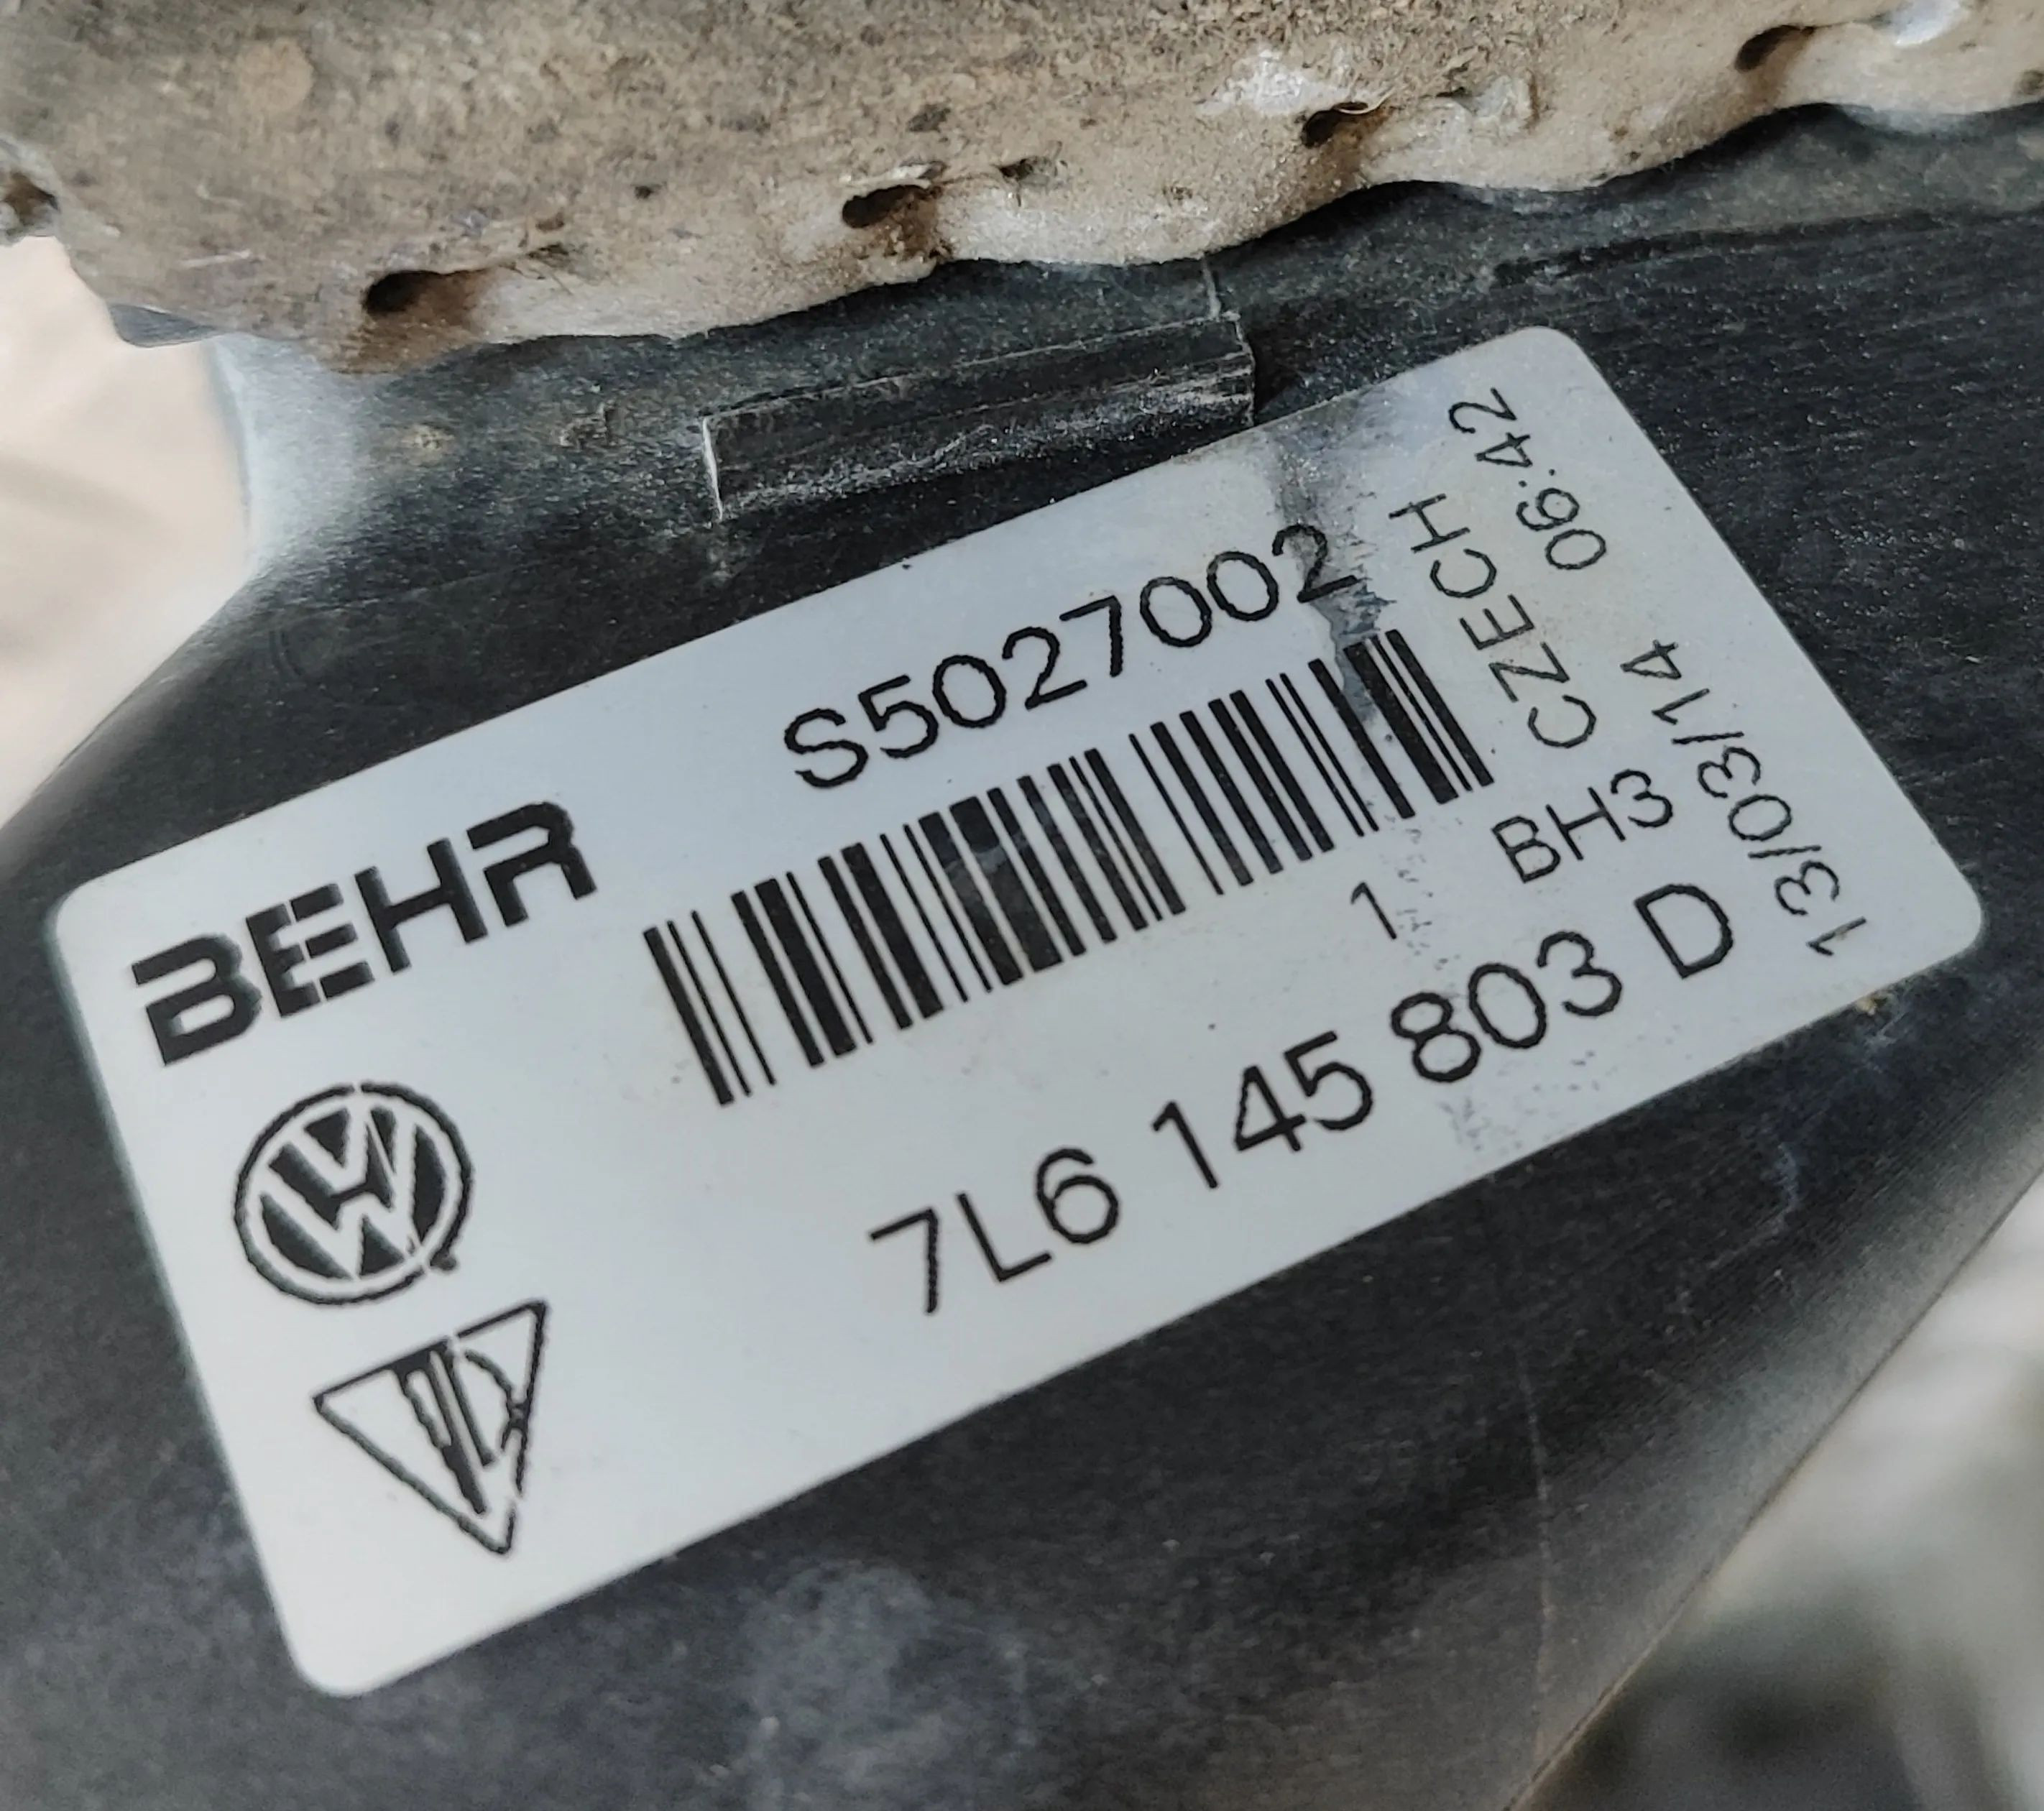 BEHR
S5027002
1 BH3 CZECH
7L6 145 803 D
13/03/14 06:42